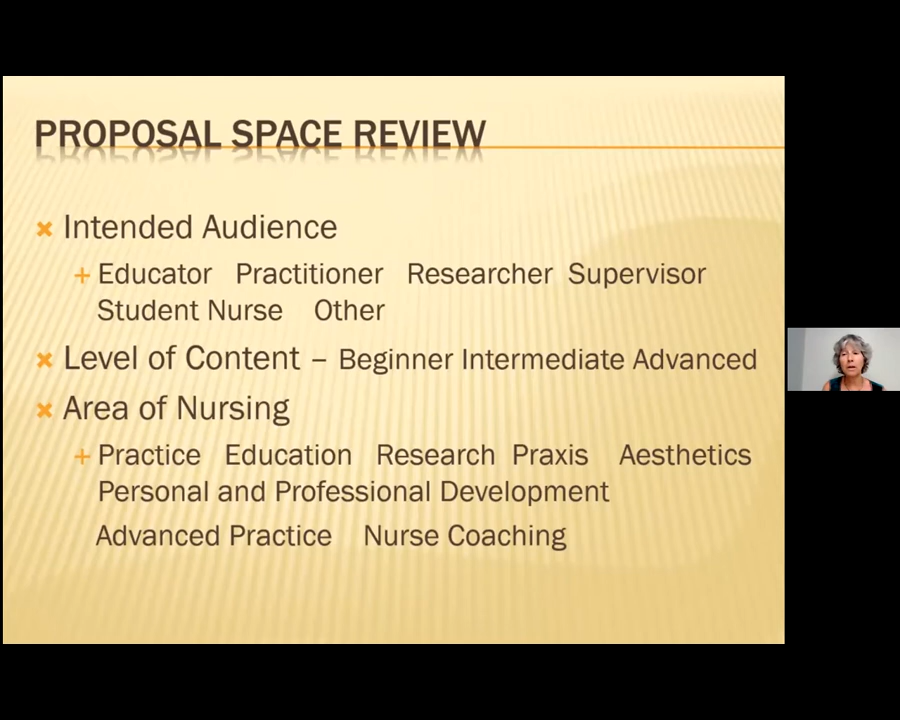 PROPOSAL SPACE REVIEW
Intended Audience
Educator Practitioner Researcher Supervisor
Student Nurse Other
Level of Content – Beginner Intermediate Advanced
Area of Nursing
Practice Education Research Praxis Aesthetics
Personal and Professional Development
Advanced Practice Nurse Coaching